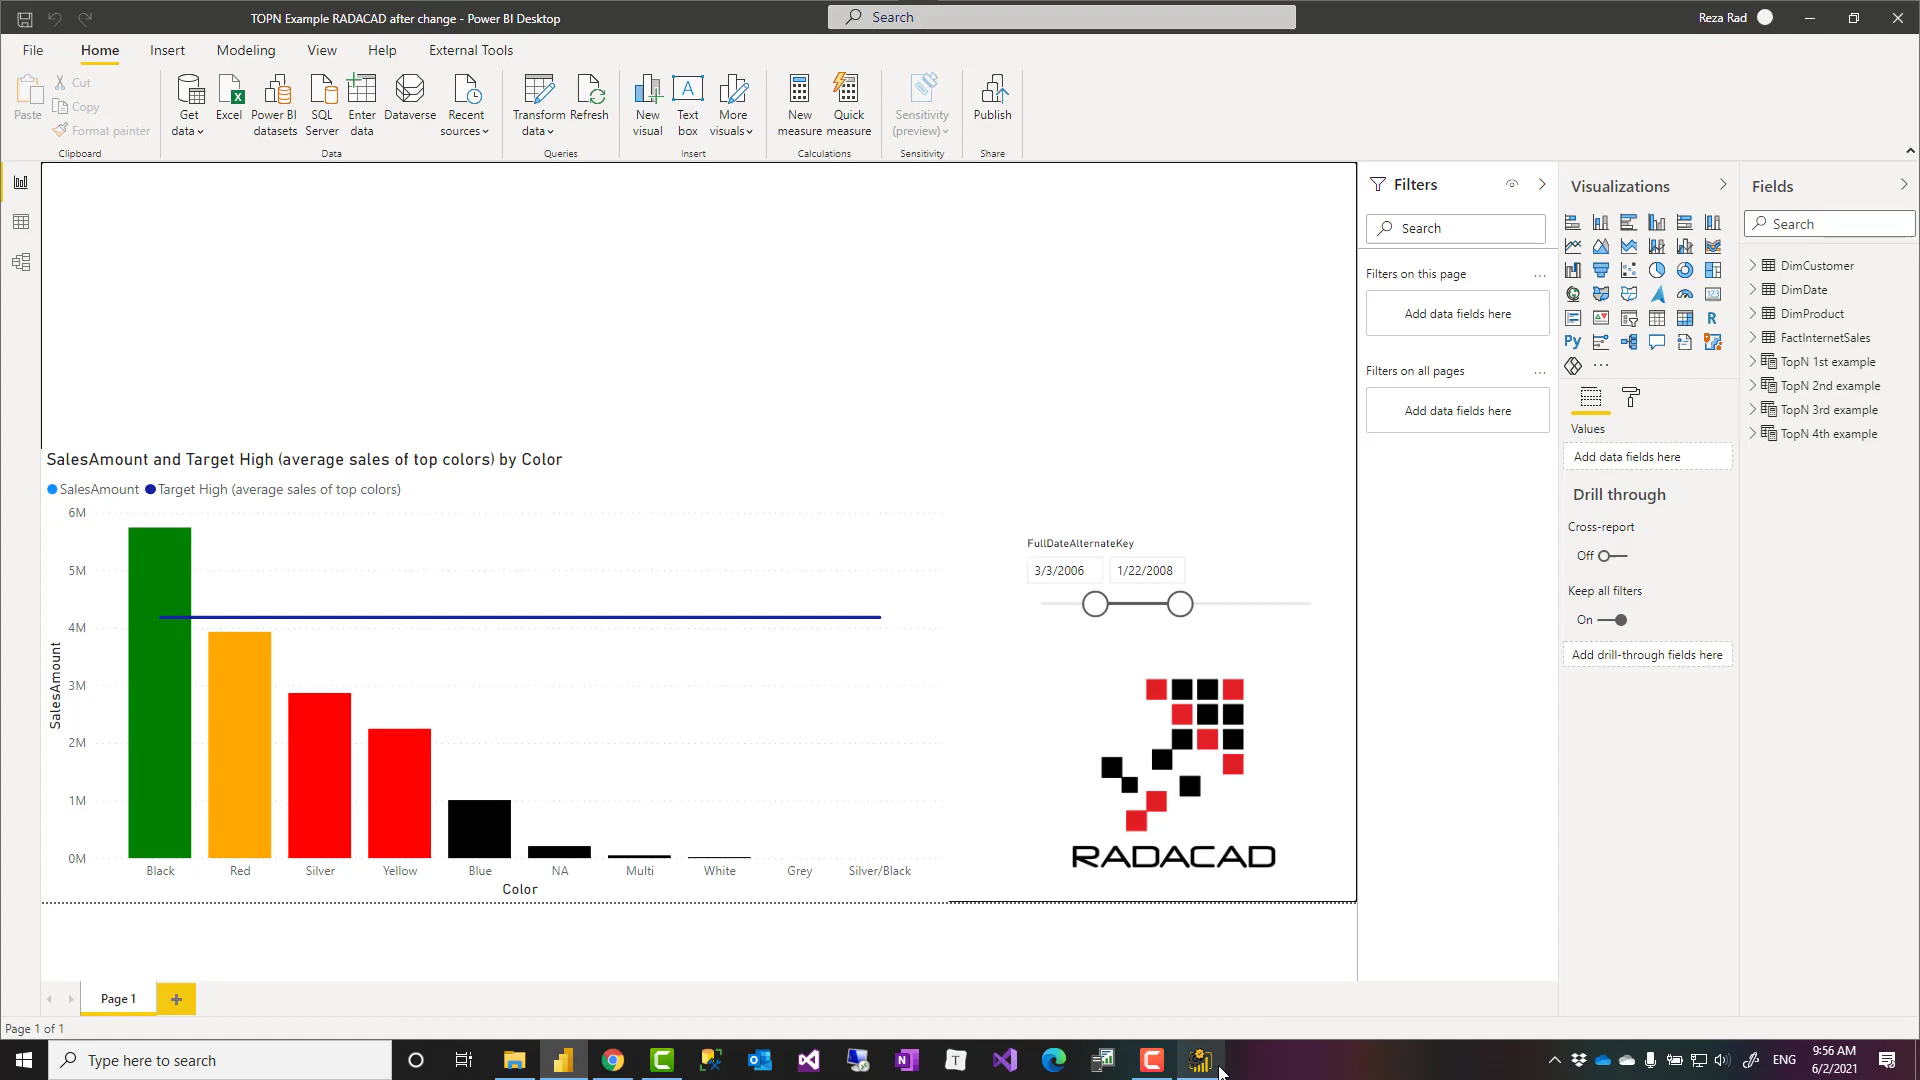 TOPN Example RADACAD after change - Power BI Desktop
Search
Reza Rad
File Home Insert Modeling View Help External Tools
Paste
Cut
Copy
Format painter
Clipboard
Get data
Excel
Power BI datasets
SQL Server
Enter data
Dataverse
Recent sources
Data
Transform data
Refresh
Queries
New visual
Text box
More visuals
Insert
New measure
Quick measure
Calculations
Sensitivity (preview)
Sensitivity
Publish
Share
SalesAmount and Target High (average sales of top colors) by Color
SalesAmount Target High (average sales of top colors)
6M
5M
4M
3M
2M
1M
0M
SalesAmount
Black Red Silver Yellow Blue NA Multi White Grey Silver/Black
Color
FullDateAlternateKey
3/3/2006 1/22/2008
RADACAD
Filters
Search
Filters on this page ...
Add data fields here
Filters on all pages ...
Add data fields here
Visualizations
R
Py
...
Values
Add data fields here
Drill through
Cross-report
Off
Keep all filters
On
Add drill-through fields here
Fields
Search
DimCustomer
DimDate
DimProduct
FactInternetSales
TopN 1st example
TopN 2nd example
TopN 3rd example
TopN 4th example
Page 1
Page 1 of 1
Type here to search
ENG
9:56 AM
6/2/2021